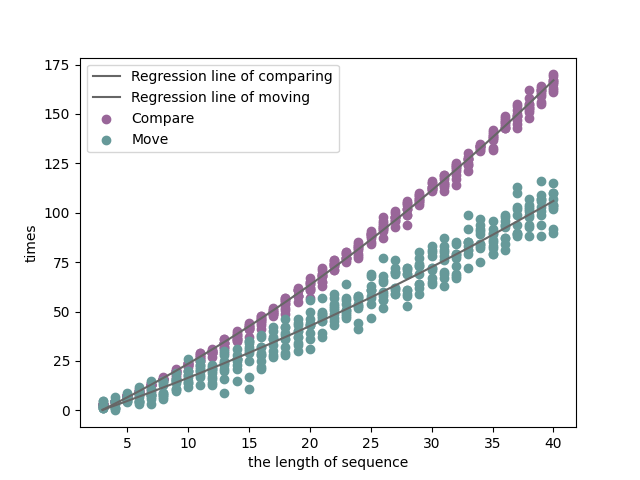 Regression line of comparing
Regression line of moving
Compare
Move
times
175
150
125
100
75
50
25
0
5 10 15 20 25 30 35 40
the length of sequence